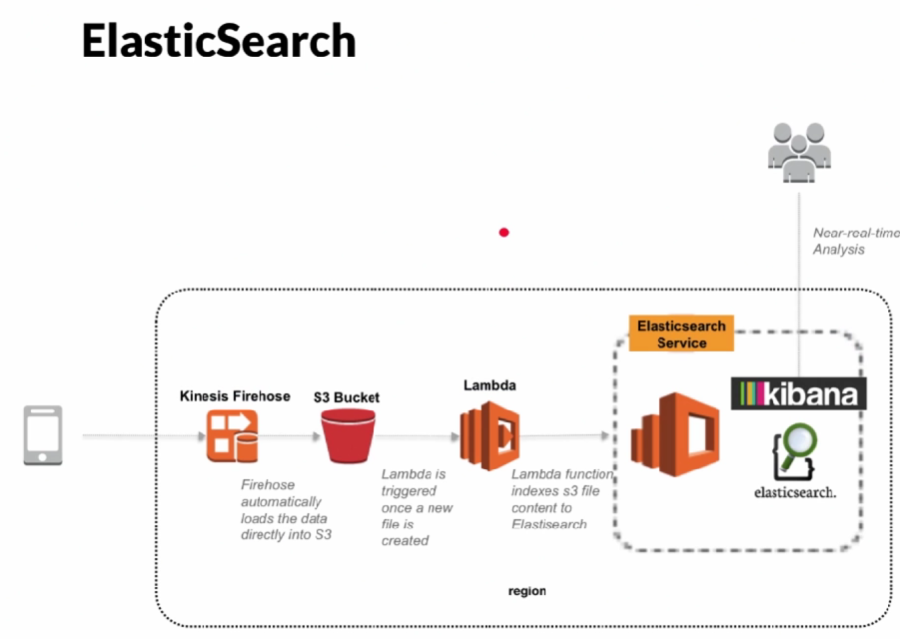 ElasticSearch
Near-real-time
Analysis
Elasticsearch
Service
kibana
elasticsearch.
Kinesis Firehose
S3 Bucket
Lambda
Firehose
automatically
loads the data
directly into S3
Lambda is
triggered
once a new
file is
created
Lambda function
indexes s3 file
content to
Elastisearch
region